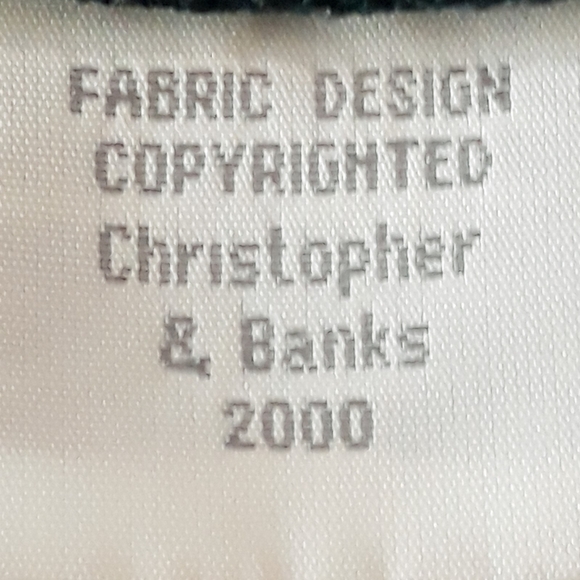 FABRIC DESIGN
COPYRIGHTED
Christopher
& Banks
2000